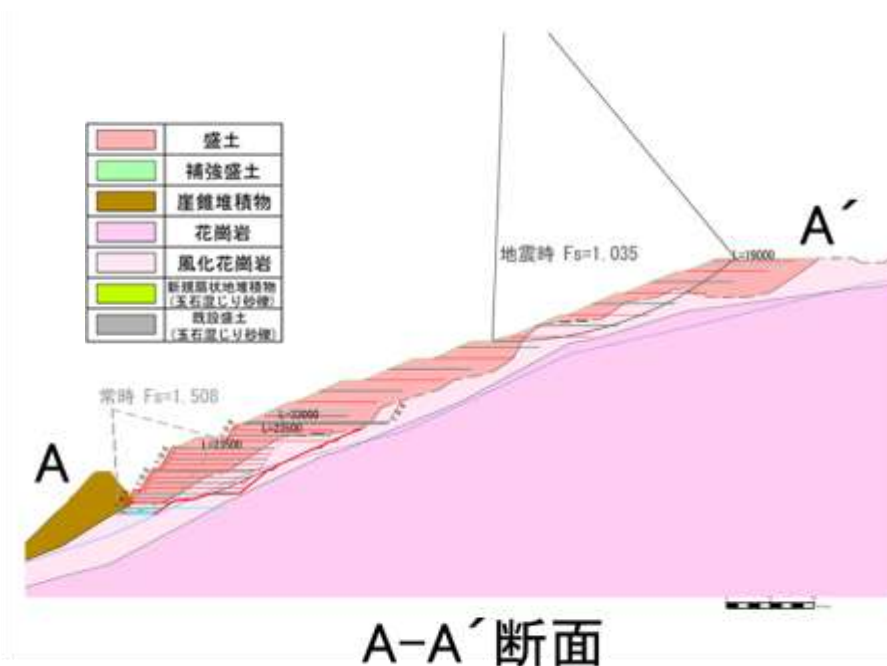 盛土
補強盛土
崖錐堆積物
花崗岩
風化花崗岩
新規扇状地堆積物
(玉石混じり砂礫)
既設盛土
(玉石混じり砂礫)
A´
地震時 Fs=1.035
L=19000
常時 Fs=1.508
L=33000
L=23500
L=23500
A
A-A´断面